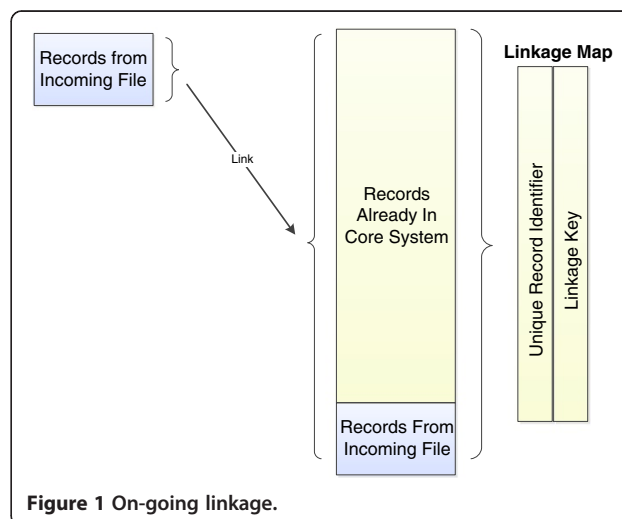 Records from
Incoming File
Link
Records
Already In
Core System
Records From
Incoming File
Linkage Map
Unique Record Identifier
Linkage Key
Figure 1 On-going linkage.